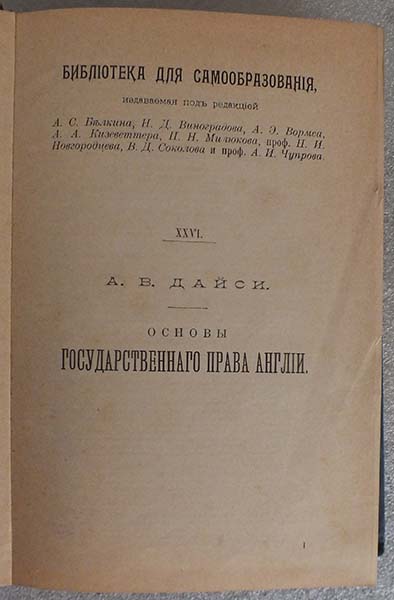 БИБЛІОТЕКА ДЛЯ САМООБРАЗОВАНІЯ,
издаваемая подъ редакціей
А. С. Бѣлкина, Н. Д. Виноградова, А. Э. Вормса,
А. А. Кизеветтера, П. Н. Милюкова, проф. П. И.
Новгородцева, В. Д. Соколова и проф. А. И. Чупрова.
XXVI.
А. В. ДАЙСИ.
ОСНОВЫ
ГОСУДАРСТВЕННАГО ПРАВА АНГЛІИ.
1